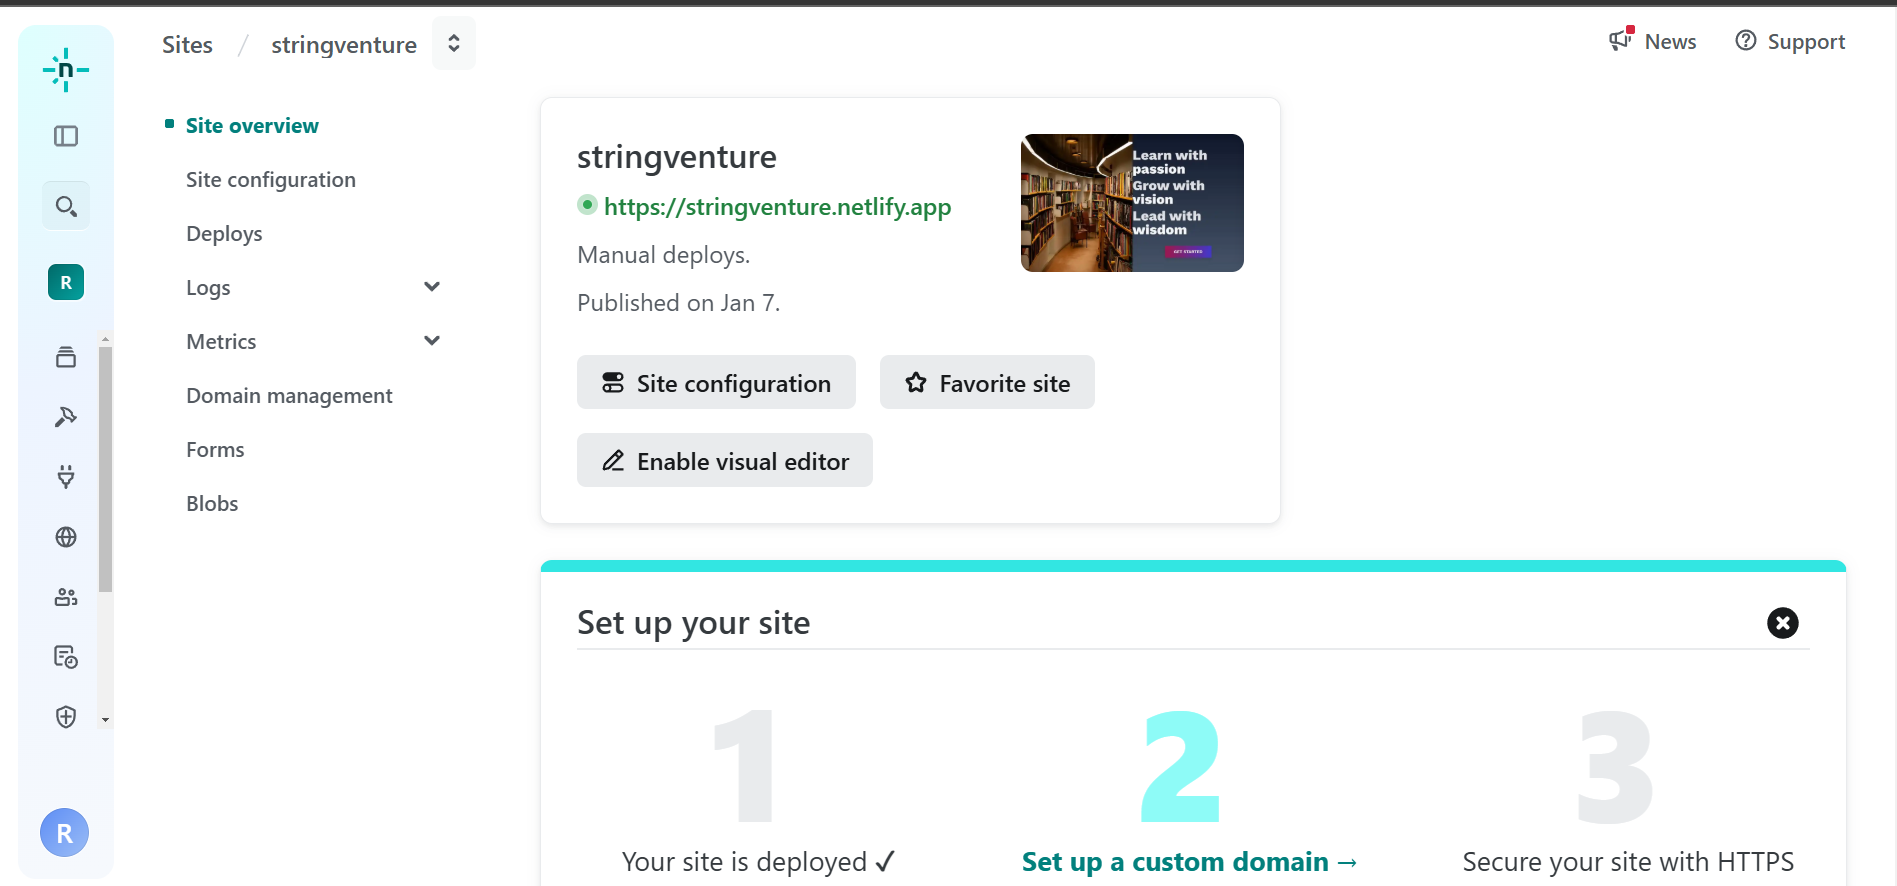 n
Sites / stringventure
News
Support
R
R
Site overview
Site configuration
Deploys
Logs
Metrics
Domain management
Forms
Blobs
stringventure
https://stringventure.netlify.app
Manual deploys.
Published on Jan 7.
Learn with
passion
Grow with
vision
Lead with
wisdom
GET STARTED
Site configuration
Favorite site
Enable visual editor
Set up your site
1
Your site is deployed ✓
2
Set up a custom domain →
3
Secure your site with HTTPS